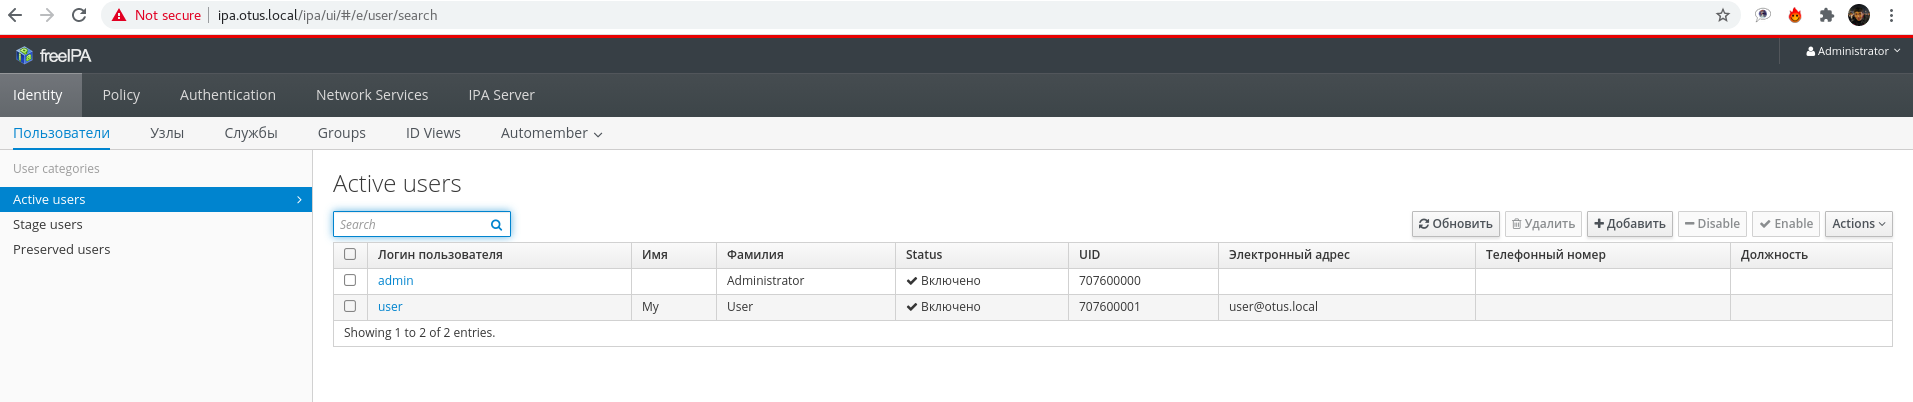 Not secure ipa.otus.local/ipa/ui/#/e/user/search
freeIPA Administrator
Identity Policy Authentication Network Services IPA Server
Пользователи Узлы Службы Groups ID Views Automember
User categories
Active users
Stage users
Preserved users
Active users
Search Обновить Удалить Добавить Disable Enable Actions
Логин пользователя Имя Фамилия Status UID Электронный адрес Телефонный номер Должность
admin Administrator Включено 707600000
user My User Включено 707600001 user@otus.local
Showing 1 to 2 of 2 entries.